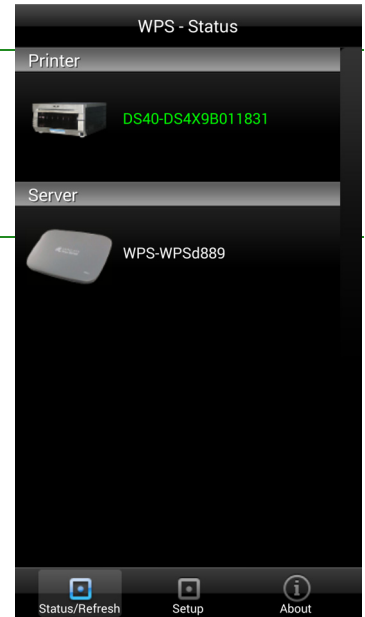 WPS - Status
Printer
DS40-DS4X9B011831
Server
WPS-WPSd889
Status/Refresh
Setup
About